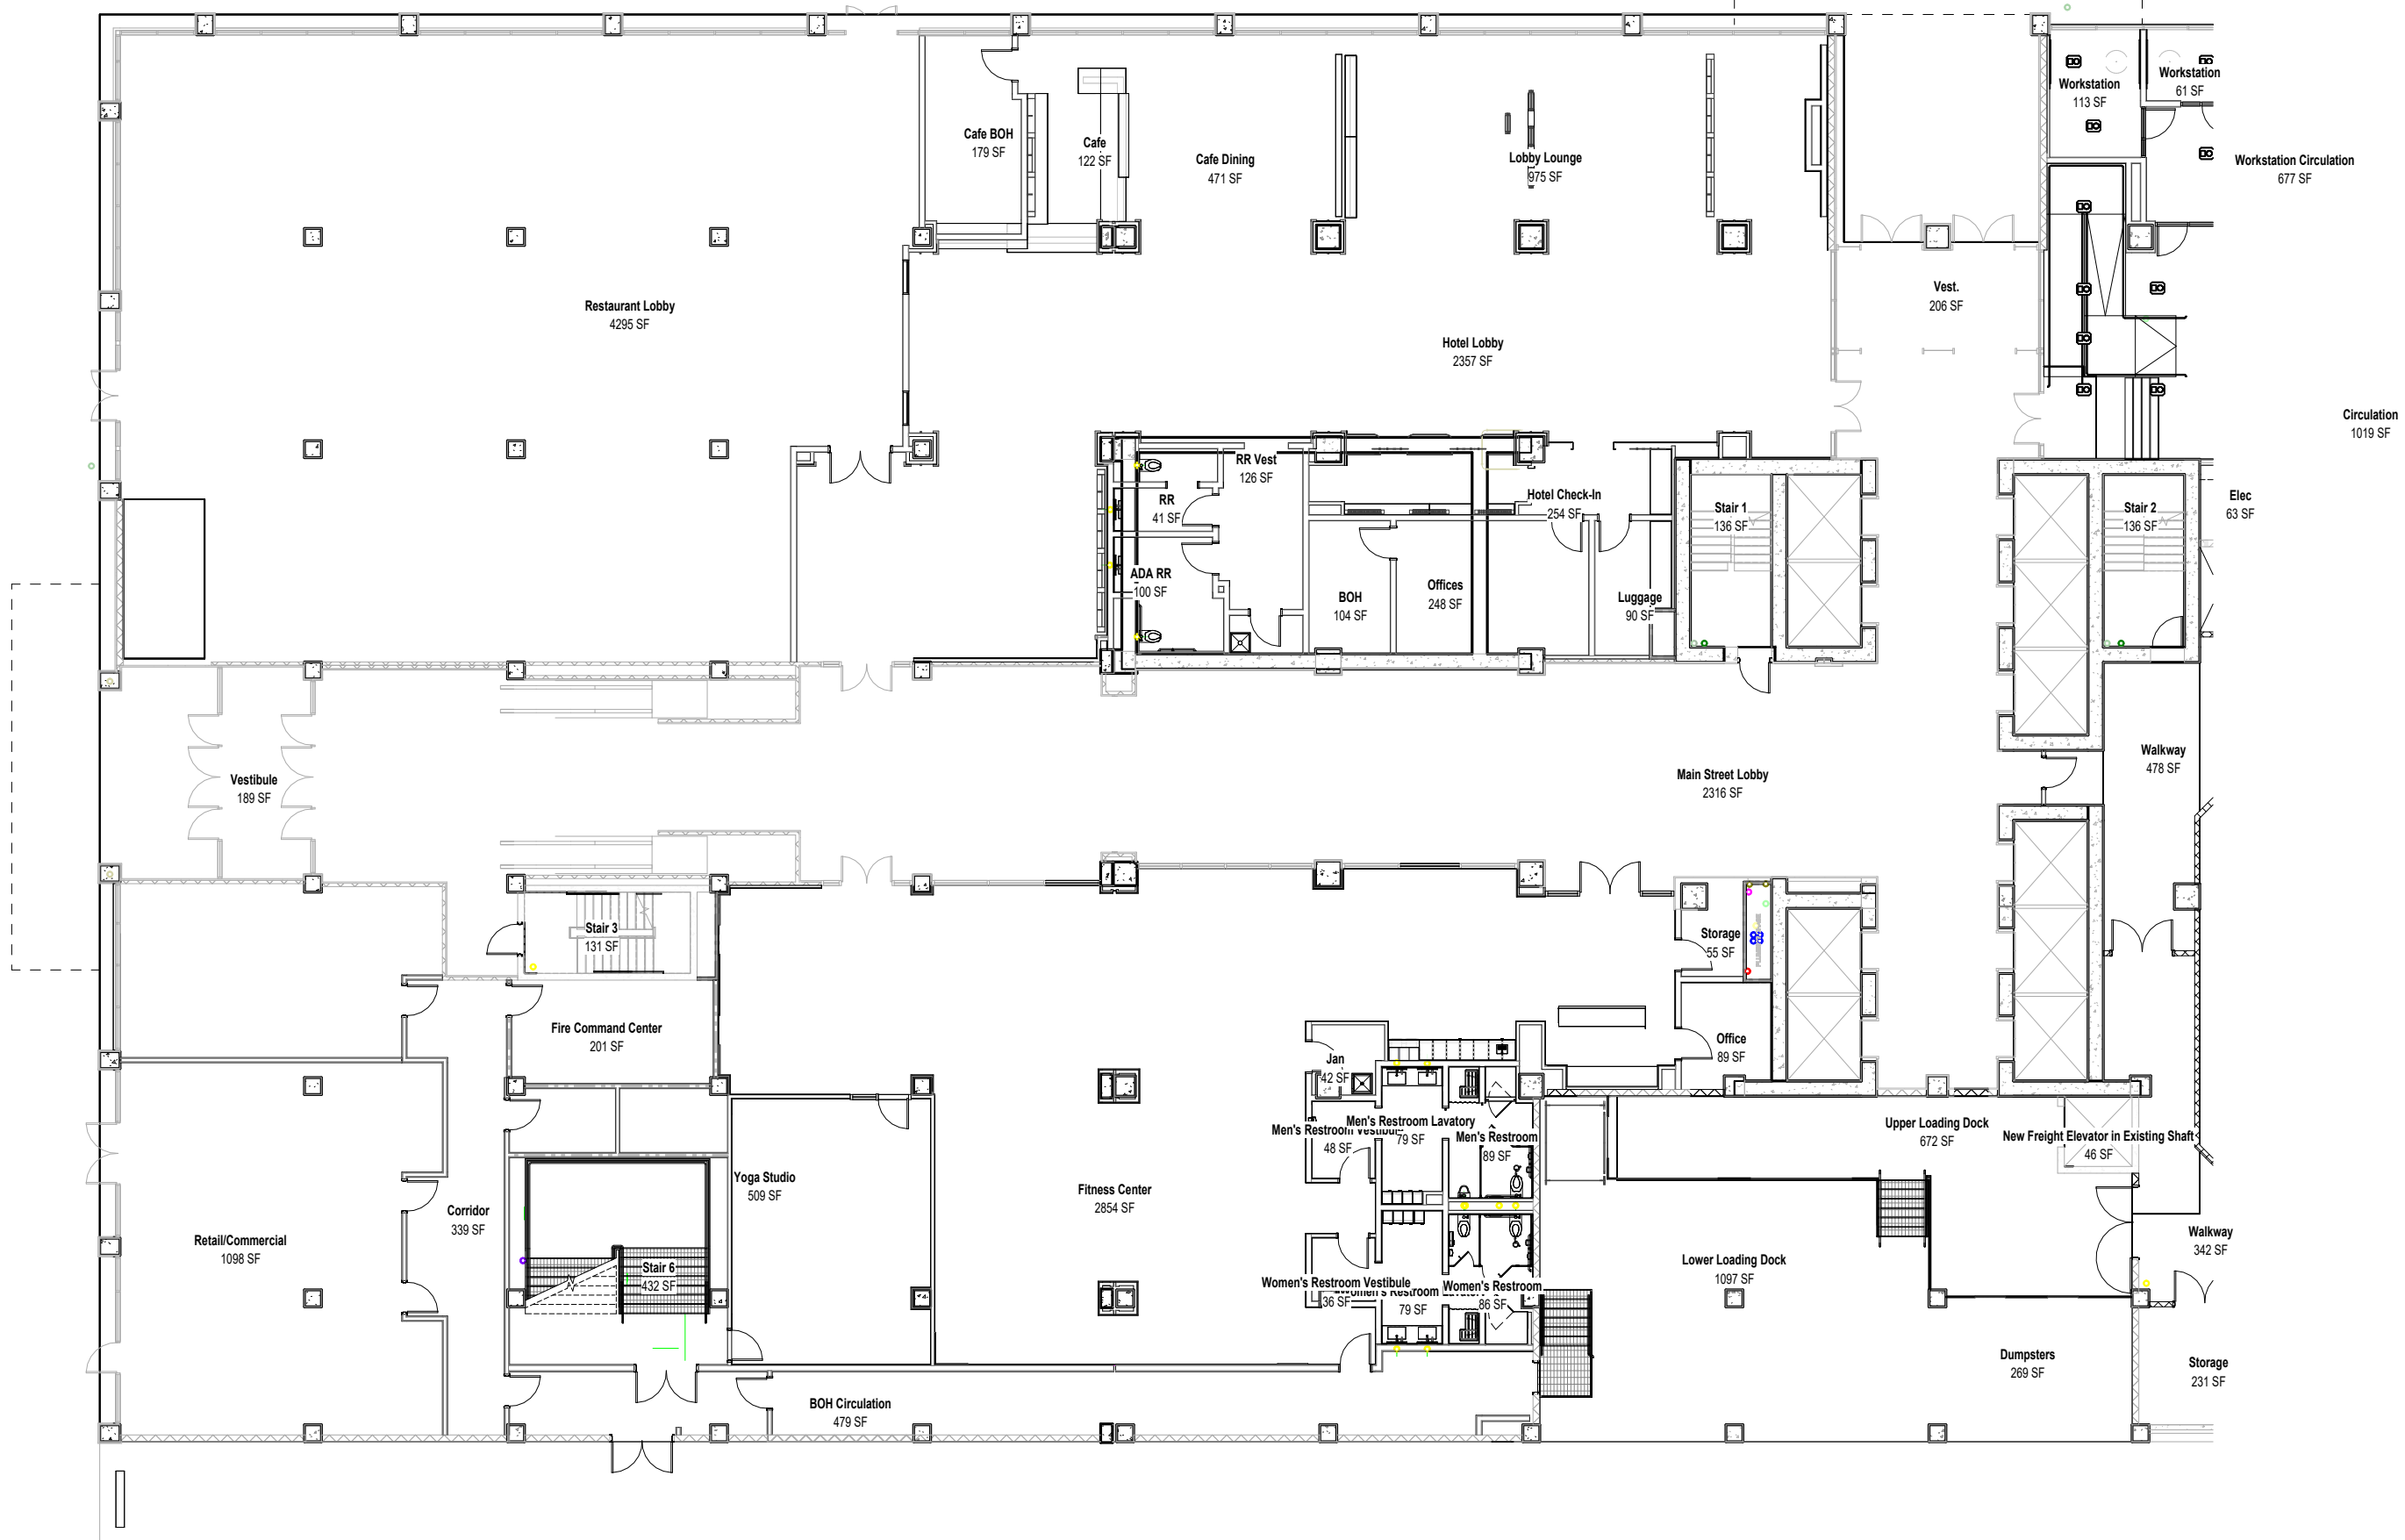 Workstation
113 SF
Workstation
61 SF
Cafe BOH
179 SF
Cafe
122 SF
Cafe Dining
471 SF
Lobby Lounge
975 SF
Workstation Circulation
677 SF
Restaurant Lobby
4295 SF
Vest.
206 SF
Hotel Lobby
2357 SF
Circulation
1019 SF
RR Vest
126 SF
RR
41 SF
Hotel Check-In
254 SF
Stair 1
136 SF
Stair 2
136 SF
Elec
63 SF
ADA RR
100 SF
BOH
104 SF
Offices
248 SF
Luggage
90 SF
Vestibule
189 SF
Main Street Lobby
2316 SF
Walkway
478 SF
Stair 3
131 SF
Storage
55 SF
Fire Command Center
201 SF
Jan
42 SF
Office
89 SF
Men's Restroom Vestibule
48 SF
Men's Restroom Lavatory
79 SF
Men's Restroom
89 SF
Upper Loading Dock
672 SF
New Freight Elevator in Existing Shaft
46 SF
Yoga Studio
509 SF
Fitness Center
2854 SF
Corridor
339 SF
Retail/Commercial
1098 SF
Stair 6
432 SF
Women's Restroom Vestibule
36 SF
Women's Restroom
79 SF
Women's Restroom
86 SF
Lower Loading Dock
1097 SF
Walkway
342 SF
Dumpsters
269 SF
Storage
231 SF
BOH Circulation
479 SF